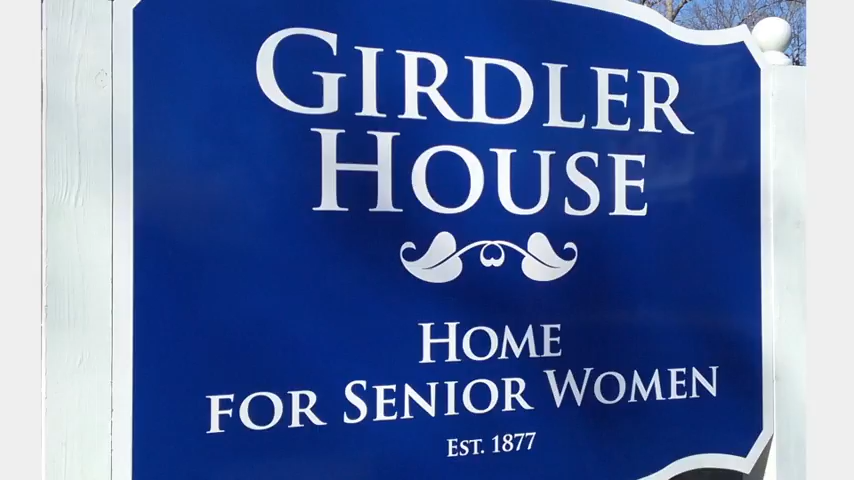 GIRDLER
HOUSE
HOME
FOR SENIOR WOMEN
EST. 1877